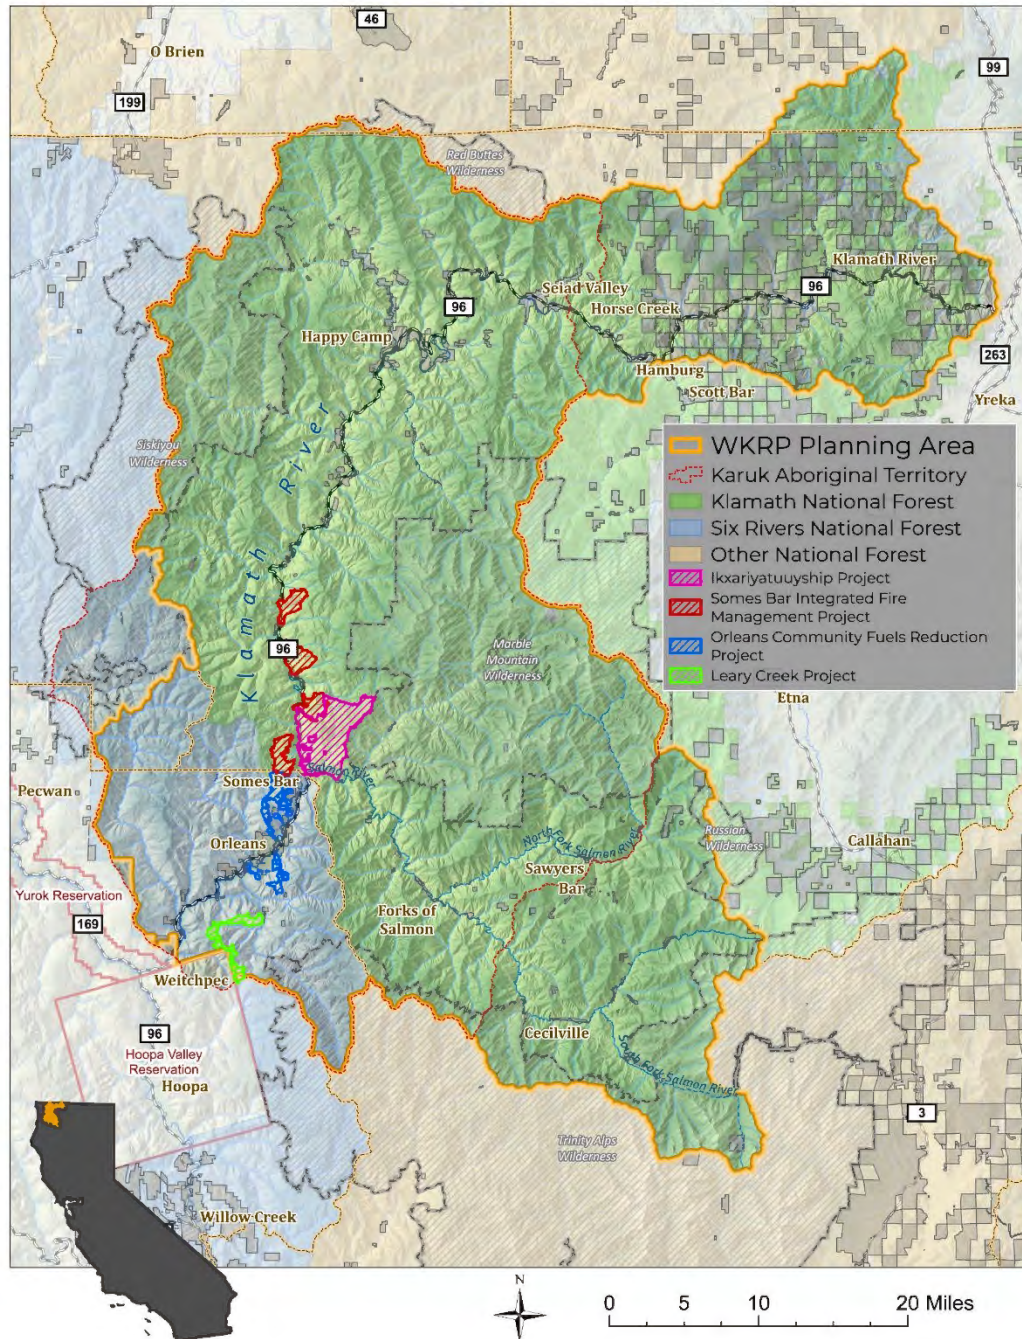 46
O Brien
99
199
Red Buttes
Wilderness
Klamath River
96
Seiad Valley
96
Horse Creek
Happy Camp
263
Hamburg
Scott Bar
Yreka
WKRP Planning Area
Karuk Aboriginal Territory
Klamath National Forest
Six Rivers National Forest
Other National Forest
Ikxariyatuuyship Project
Somes Bar Integrated Fire
Management Project
Orleans Community Fuels Reduction
Project
Leary Creek Project
Siskiyou
Wilderness
Klamath River
96
Marble
Mountain
Wilderness
Etna
Salmon River
Somes Bar
Pecwan
Orleans
North Fork Salmon River
Russian
Wilderness
Callahan
Sawyers
Bar
Yurok Reservation
Forks of
Salmon
169
Weitchpec
96
Cecilville
Hoopa Valley
Reservation
Hoopa
South Fork Salmon River
3
Trinity Alps
Wilderness
Willow Creek
N
0 5 10 20 Miles